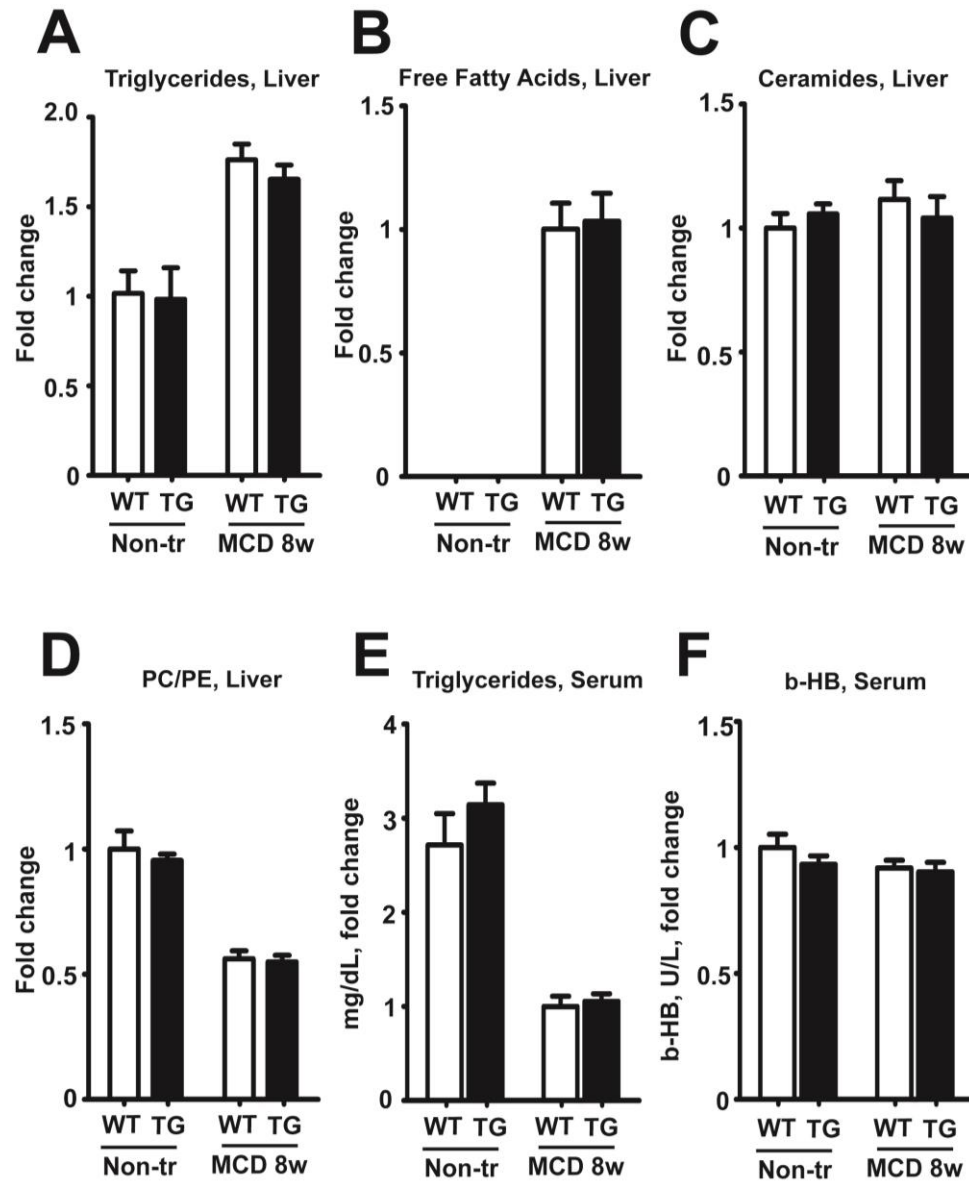 A
Triglycerides, Liver
Fold change
2.0
1.5
1
0.5
0
WT TG WT TG
Non-tr MCD 8w
B
Free Fatty Acids, Liver
Fold change
1.5
1
0.5
0
WT TG WT TG
Non-tr MCD 8w
C
Ceramides, Liver
Fold change
1.5
1
0.5
0
WT TG WT TG
Non-tr MCD 8w
D
PC/PE, Liver
Fold change
1.5
1
0.5
0
WT TG WT TG
Non-tr MCD 8w
E
Triglycerides, Serum
mg/dL, fold change
4
3
2
1
0
WT TG WT TG
Non-tr MCD 8w
F
b-HB, Serum
b-HB, U/L, fold change
1.5
1
0.5
0
WT TG WT TG
Non-tr MCD 8w